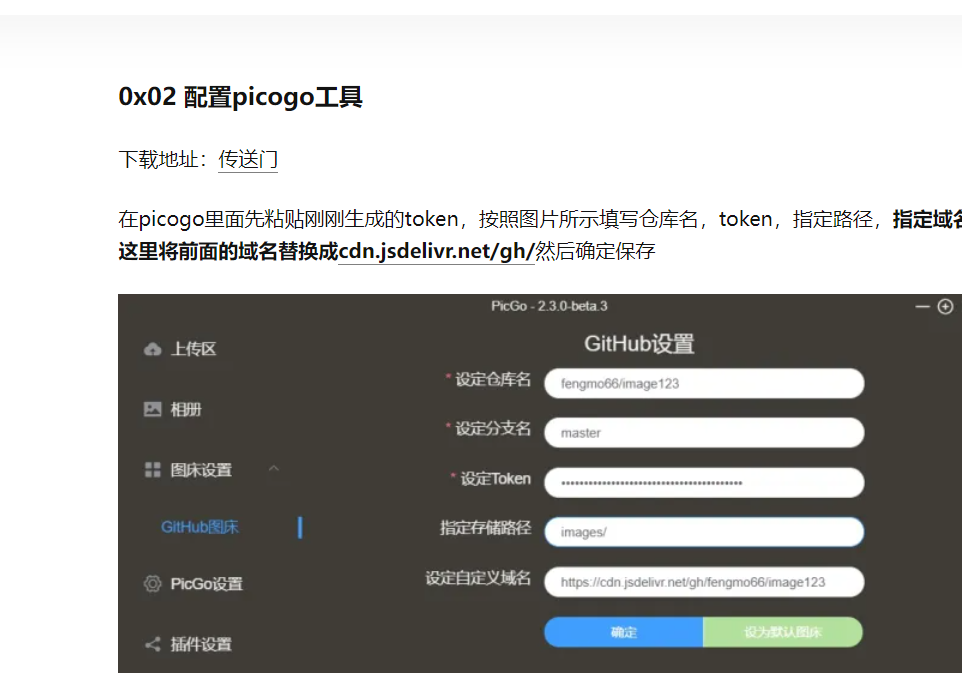 0x02 配置picogo工具
下载地址：传送门
在picogo里面先粘贴刚刚生成的token，按照图片所示填写仓库名，token，指定路径，指定域名
这里将前面的域名替换成cdn.jsdelivr.net/gh/然后确定保存
PicGo - 2.3.0-beta.3
上传区
相册
图床设置
GitHub图床
PicGo设置
插件设置
GitHub设置
* 设定仓库名 fengmo66/image123
* 设定分支名 master
* 设定Token ••••••••••••••••••••••••••••••••••••••••
指定存储路径 images/
设定自定义域名 https://cdn.jsdelivr.net/gh/fengmo66/image123
确定 设为默认图床